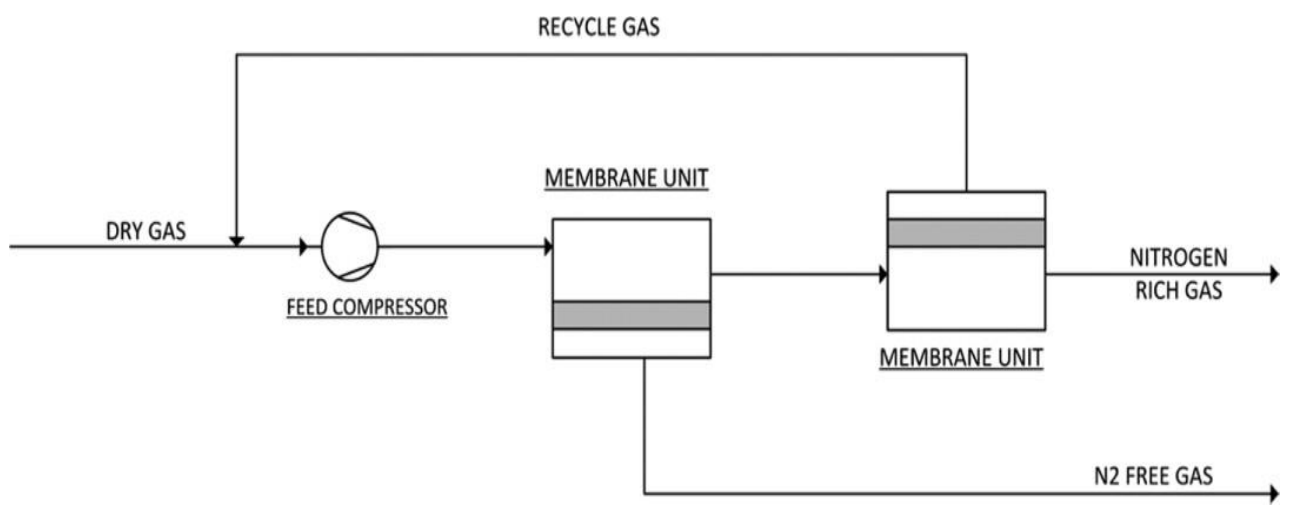 RECYCLE GAS
MEMBRANE UNIT
DRY GAS
FEED COMPRESSOR
NITROGEN
RICH GAS
MEMBRANE UNIT
N2 FREE GAS